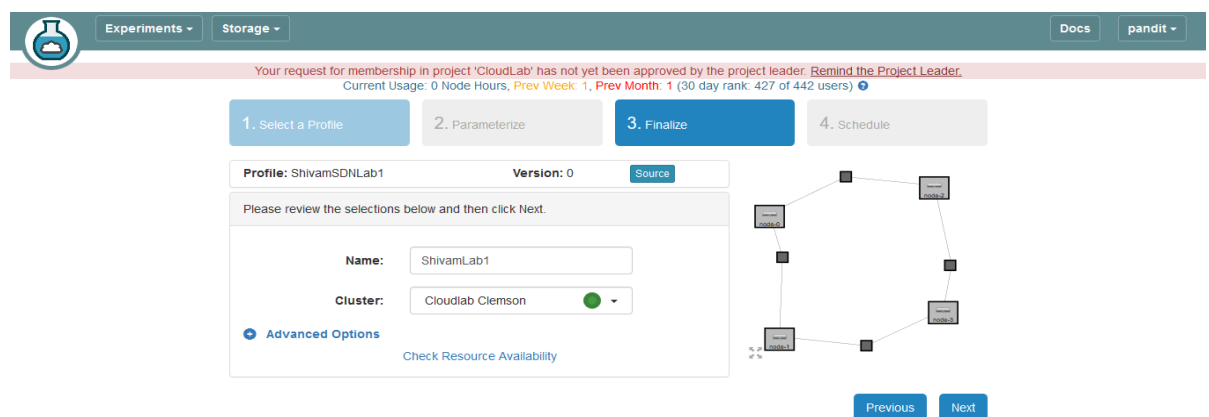 Experiments Storage Docs pandit
Your request for membership in project 'CloudLab' has not yet been approved by the project leader. Remind the Project Leader.
Current Usage: 0 Node Hours, Prev Week: 1, Prev Month: 1 (30 day rank: 427 of 442 users)
1. Select a Profile 2. Parameterize 3. Finalize 4. Schedule
Profile: ShivamSDNLab1 Version: 0 Source
Please review the selections below and then click Next.
Name: ShivamLab1
Cluster: Cloudlab Clemson
Advanced Options
Check Resource Availability
node-2
node-0
node-3
node-1
Previous Next